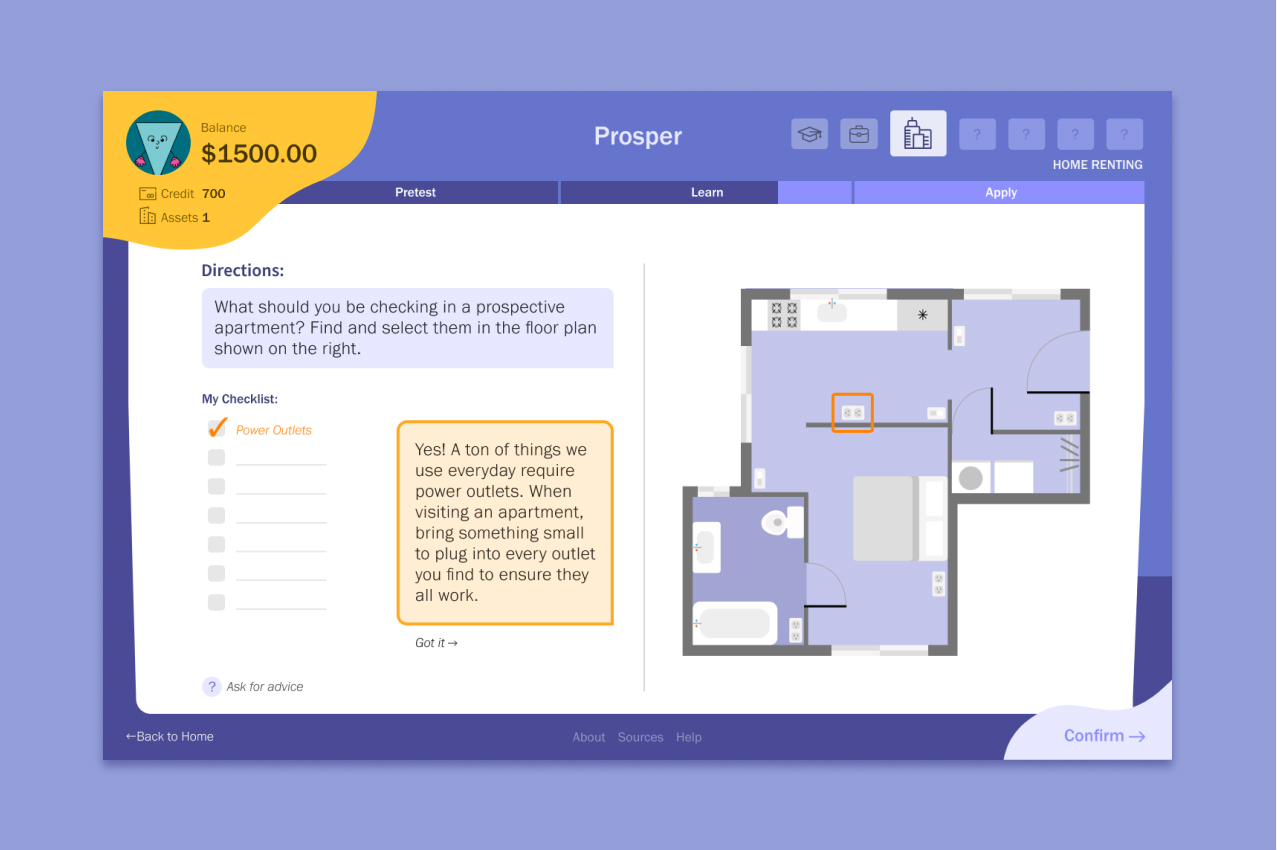 Balance
$1500.00
Credit 700
Assets 1
Prosper
? ? ? ?
HOME RENTING
Pretest
Learn
Apply
Directions:
What should you be checking in a prospective
apartment? Find and select them in the floor plan
shown on the right.
My Checklist:
Power Outlets
Yes! A ton of things we
use everyday require
power outlets. When
visiting an apartment,
bring something small
to plug into every outlet
you find to ensure they
all work.
Got it →
? Ask for advice
←Back to Home
About Sources Help
Confirm →